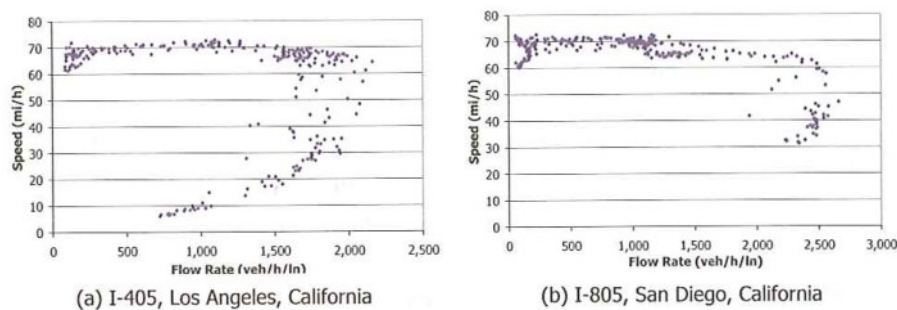 80
70
60
50
40
30
20
10
0
Speed (mi/h)
0 500 1,000 1,500 2,000 2,500
Flow Rate (veh/h/ln)
(a) I-405, Los Angeles, California
80
70
60
50
40
30
20
10
0
Speed (mi/h)
0 500 1,000 1,500 2,000 2,500 3,000
Flow Rate (veh/h/ln)
(b) I-805, San Diego, California